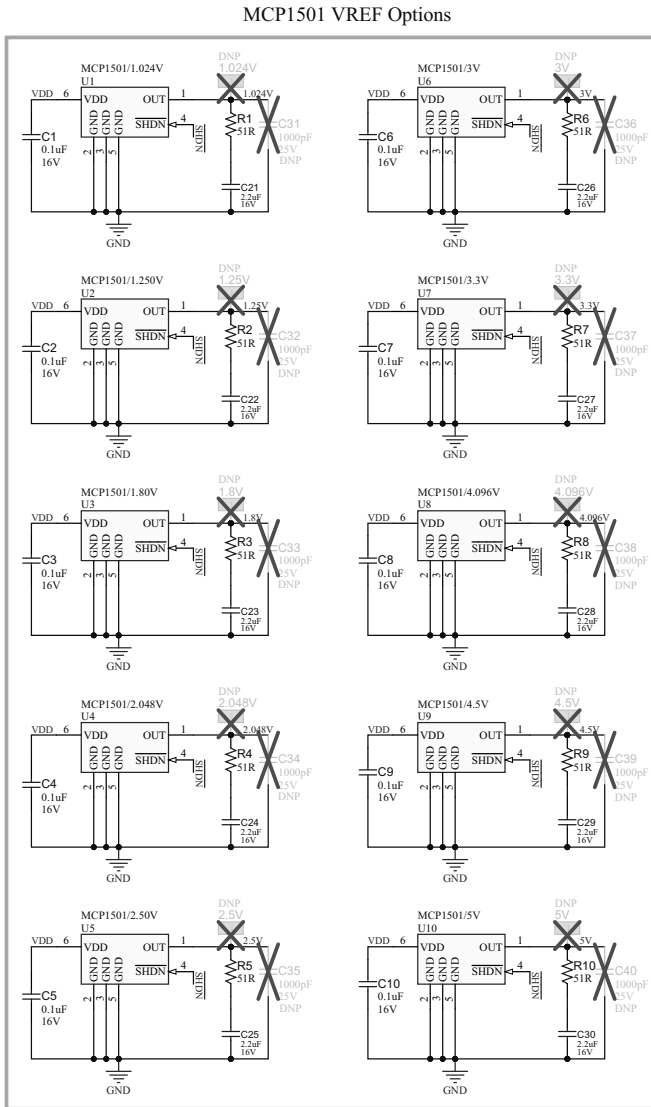 MCP1501 VREF Options
MCP1501/1.024V
U1
DNP
1.024V
VDD 6
VDD OUT
1
1.024V
GND
GND
GND
SHDN
4
SHDN
2
3
5
C1
0.1uF
16V
R1
51R
C31
1000pF
25V
DNP
C21
2.2uF
16V
GND
MCP1501/3V
U6
DNP
3V
VDD 6
VDD OUT
1
3V
GND
GND
GND
SHDN
4
SHDN
2
3
5
C6
0.1uF
16V
R6
51R
C36
1000pF
25V
DNP
C26
2.2uF
16V
GND
MCP1501/1.250V
U2
DNP
1.25V
VDD 6
VDD OUT
1
1.25V
GND
GND
GND
SHDN
4
SHDN
2
3
5
C2
0.1uF
16V
R2
51R
C32
1000pF
25V
DNP
C22
2.2uF
16V
GND
MCP1501/3.3V
U7
DNP
3.3V
VDD 6
VDD OUT
1
3.3V
GND
GND
GND
SHDN
4
SHDN
2
3
5
C7
0.1uF
16V
R7
51R
C37
1000pF
25V
DNP
C27
2.2uF
16V
GND
MCP1501/1.80V
U3
DNP
1.8V
VDD 6
VDD OUT
1
1.8V
GND
GND
GND
SHDN
4
SHDN
2
3
5
C3
0.1uF
16V
R3
51R
C33
1000pF
25V
DNP
C23
2.2uF
16V
GND
MCP1501/4.096V
U8
DNP
4.096V
VDD 6
VDD OUT
1
4.096V
GND
GND
GND
SHDN
4
SHDN
2
3
5
C8
0.1uF
16V
R8
51R
C38
1000pF
25V
DNP
C28
2.2uF
16V
GND
MCP1501/2.048V
U4
DNP
2.048V
VDD 6
VDD OUT
1
2.048V
GND
GND
GND
SHDN
4
SHDN
2
3
5
C4
0.1uF
16V
R4
51R
C34
1000pF
25V
DNP
C24
2.2uF
16V
GND
MCP1501/4.5V
U9
DNP
4.5V
VDD 6
VDD OUT
1
4.5V
GND
GND
GND
SHDN
4
SHDN
2
3
5
C9
0.1uF
16V
R9
51R
C39
1000pF
25V
DNP
C29
2.2uF
16V
GND
MCP1501/2.50V
U5
DNP
2.5V
VDD 6
VDD OUT
1
2.5V
GND
GND
GND
SHDN
4
SHDN
2
3
5
C5
0.1uF
16V
R5
51R
C35
1000pF
25V
DNP
C25
2.2uF
16V
GND
MCP1501/5V
U10
DNP
5V
VDD 6
VDD OUT
1
5V
GND
GND
GND
SHDN
4
SHDN
2
3
5
C10
0.1uF
16V
R10
51R
C40
1000pF
25V
DNP
C30
2.2uF
16V
GND